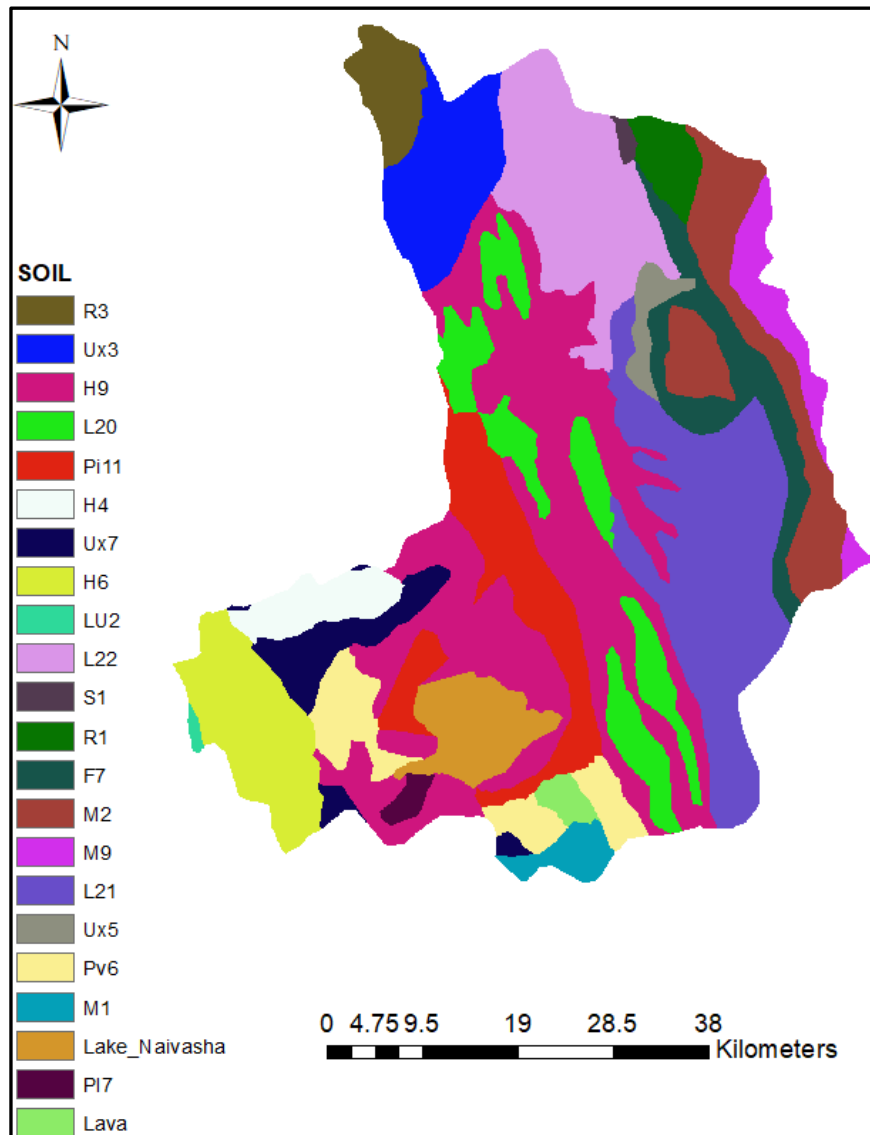 N
SOIL
R3
Ux3
H9
L20
Pi11
H4
Ux7
H6
LU2
L22
S1
R1
F7
M2
M9
L21
Ux5
Pv6
M1
Lake_Naivasha
Pl7
Lava
0 4.75 9.5 19 28.5 38
Kilometers